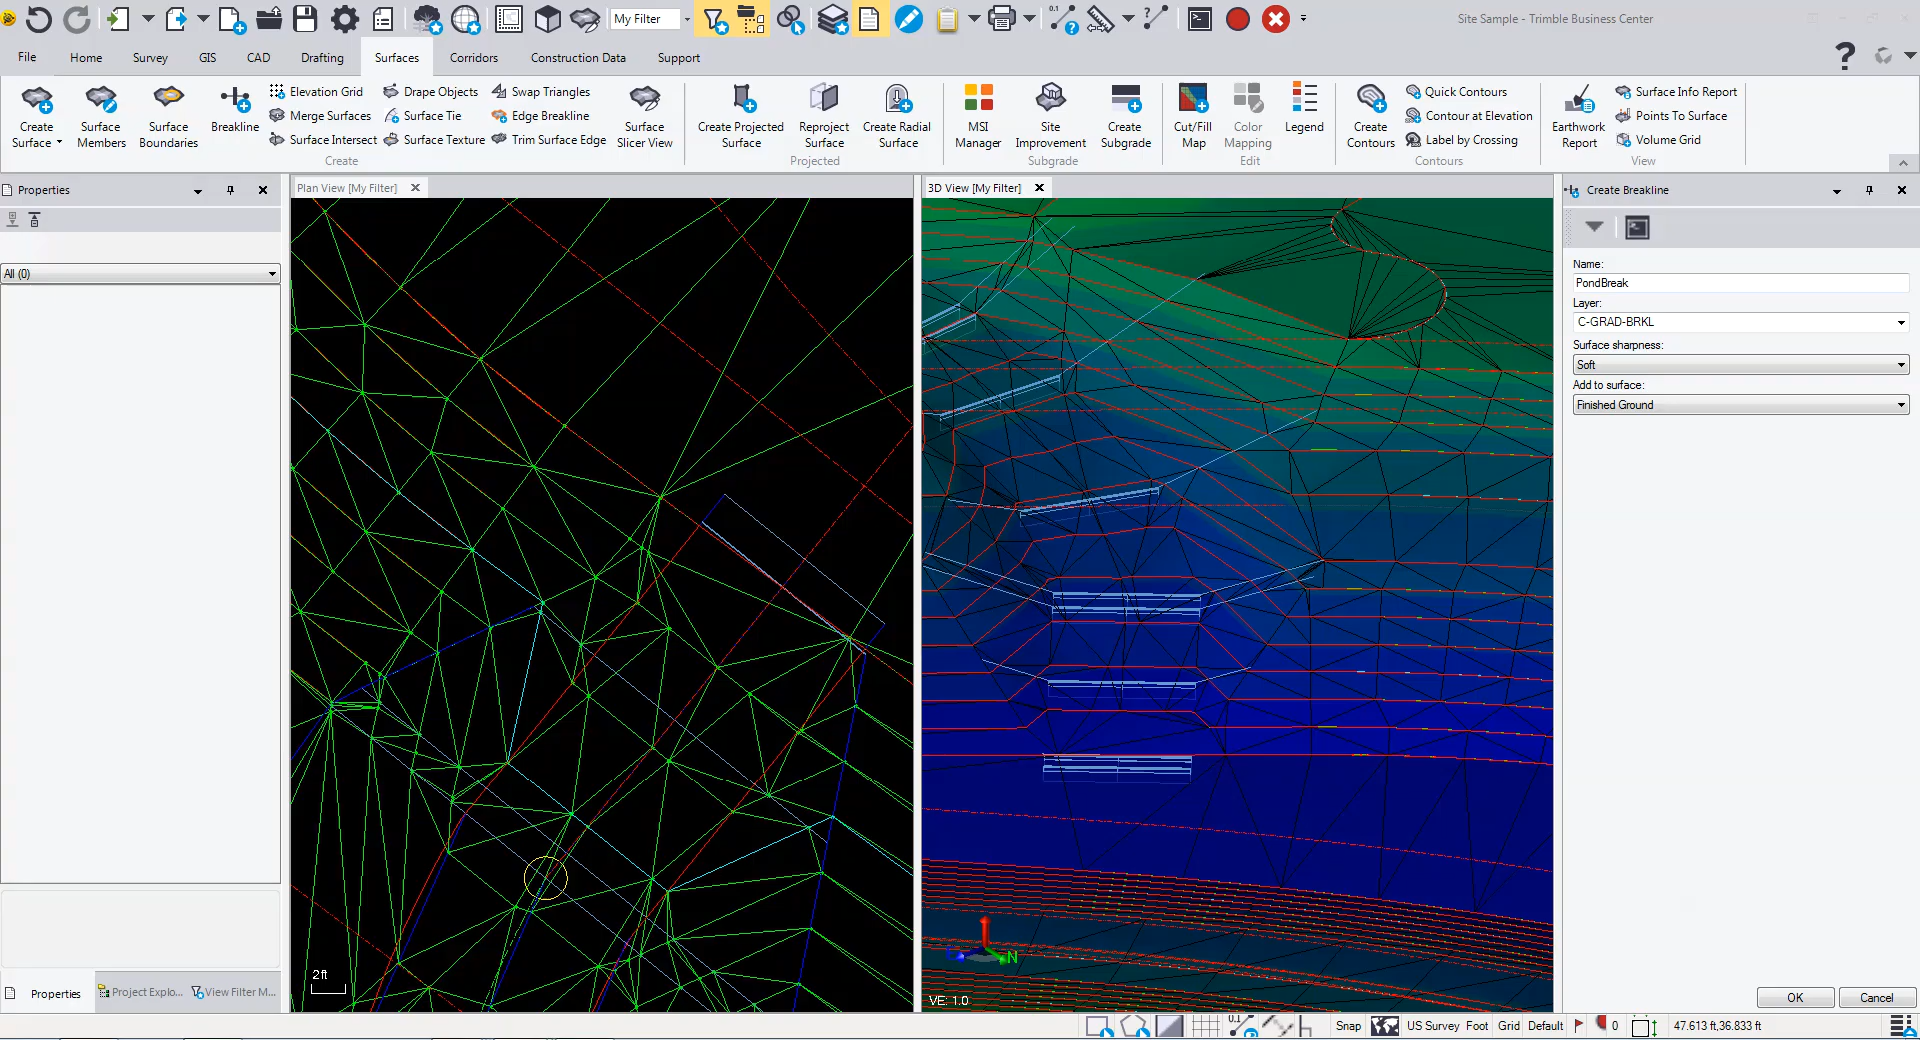 My Filter
0.1
Site Sample - Trimble Business Center
File Home Survey GIS CAD Drafting Surfaces Corridors Construction Data Support
Create Surface
Surface Members
Surface Boundaries
Breakline
Elevation Grid
Merge Surfaces
Surface Intersect
Drape Objects
Surface Tie
Surface Texture
Swap Triangles
Edge Breakline
Trim Surface Edge
Surface Slicer View
Create
Create Projected Surface
Reproject Surface
Create Radial Surface
Projected
MSI Manager
Site Improvement
Create Subgrade
Subgrade
Cut/Fill Map
Color Mapping
Legend
Edit
Create Contours
Quick Contours
Contour at Elevation
Label by Crossing
Contours
Earthwork Report
Surface Info Report
Points To Surface
Volume Grid
View
Properties
All (0)
Properties
Project Explo...
View Filter M...
Plan View [My Filter]
2 ft
3D View [My Filter]
N
VE: 1.0
Create Breakline
Name:
PondBreak
Layer:
C-GRAD-BRKL
Surface sharpness:
Soft
Add to surface:
Finished Ground
OK Cancel
0.1
Snap US Survey Foot Grid Default 0 47.613 ft,36.833 ft